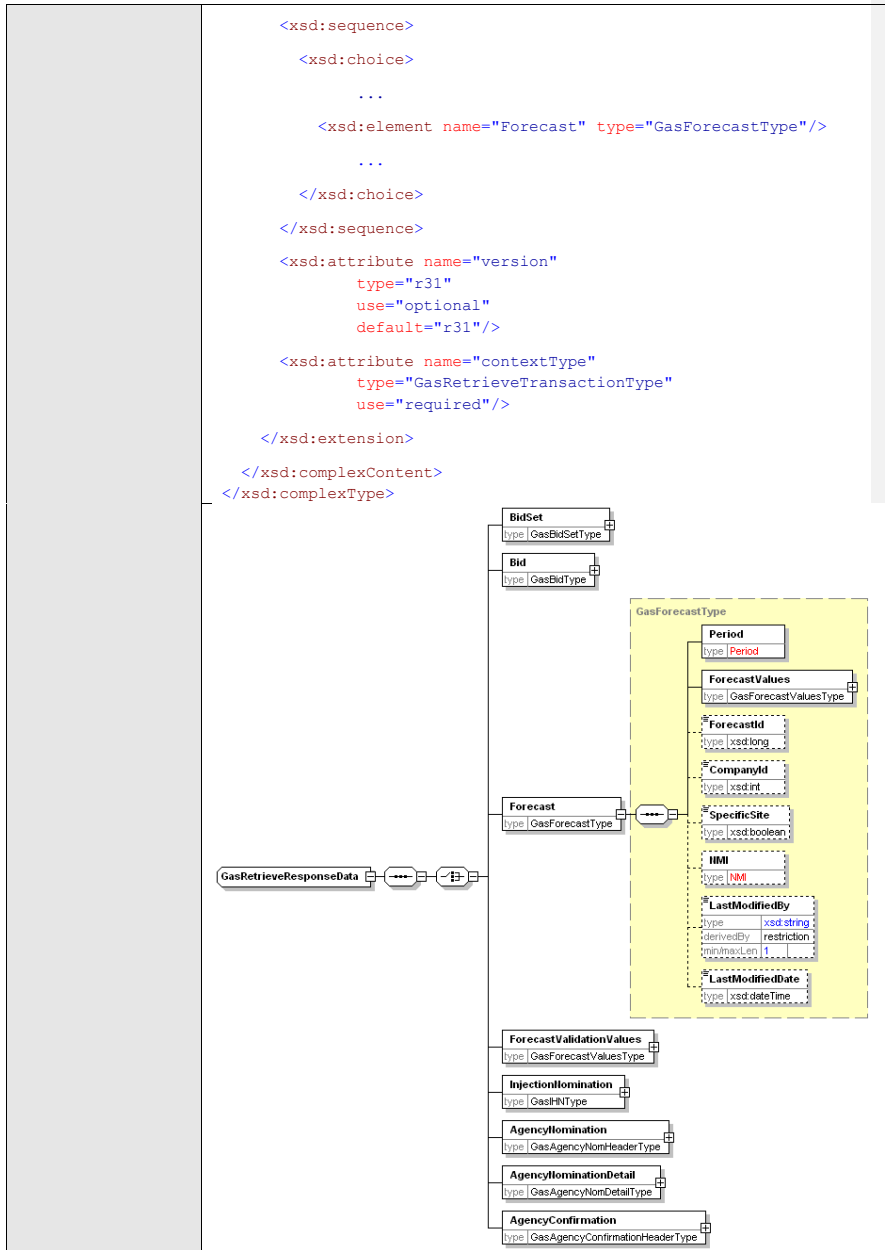 <xsd:sequence>
<xsd:choice>
...
<xsd:element name="Forecast" type="GasForecastType"/>
...
</xsd:choice>
</xsd:sequence>
<xsd:attribute name="version"
type="r31"
use="optional"
default="r31"/>
<xsd:attribute name="contextType"
type="GasRetrieveTransactionType"
use="required"/>
</xsd:extension>
</xsd:complexContent>
</xsd:complexType>
BidSet
type GasBidSetType
Bid
type GasBidType
GasForecastType
Period
type Period
ForecastValues
type GasForecastValuesType
ForecastId
type xsd:long
CompanyId
type xsd:int
Forecast
type GasForecastType
SpecificSite
type xsd:boolean
NMI
type NMI
GasRetrieveResponseData
LastModifiedBy
type xsd:string
derivedBy restriction
min/maxLen 1
LastModifiedDate
type xsd:dateTime
ForecastValidationValues
type GasForecastValuesType
InjectionNomination
type GasIHNType
AgencyNomination
type GasAgencyNomHeaderType
AgencyNominationDetail
type GasAgencyNomDetailType
AgencyConfirmation
type GasAgencyConfirmationHeaderType